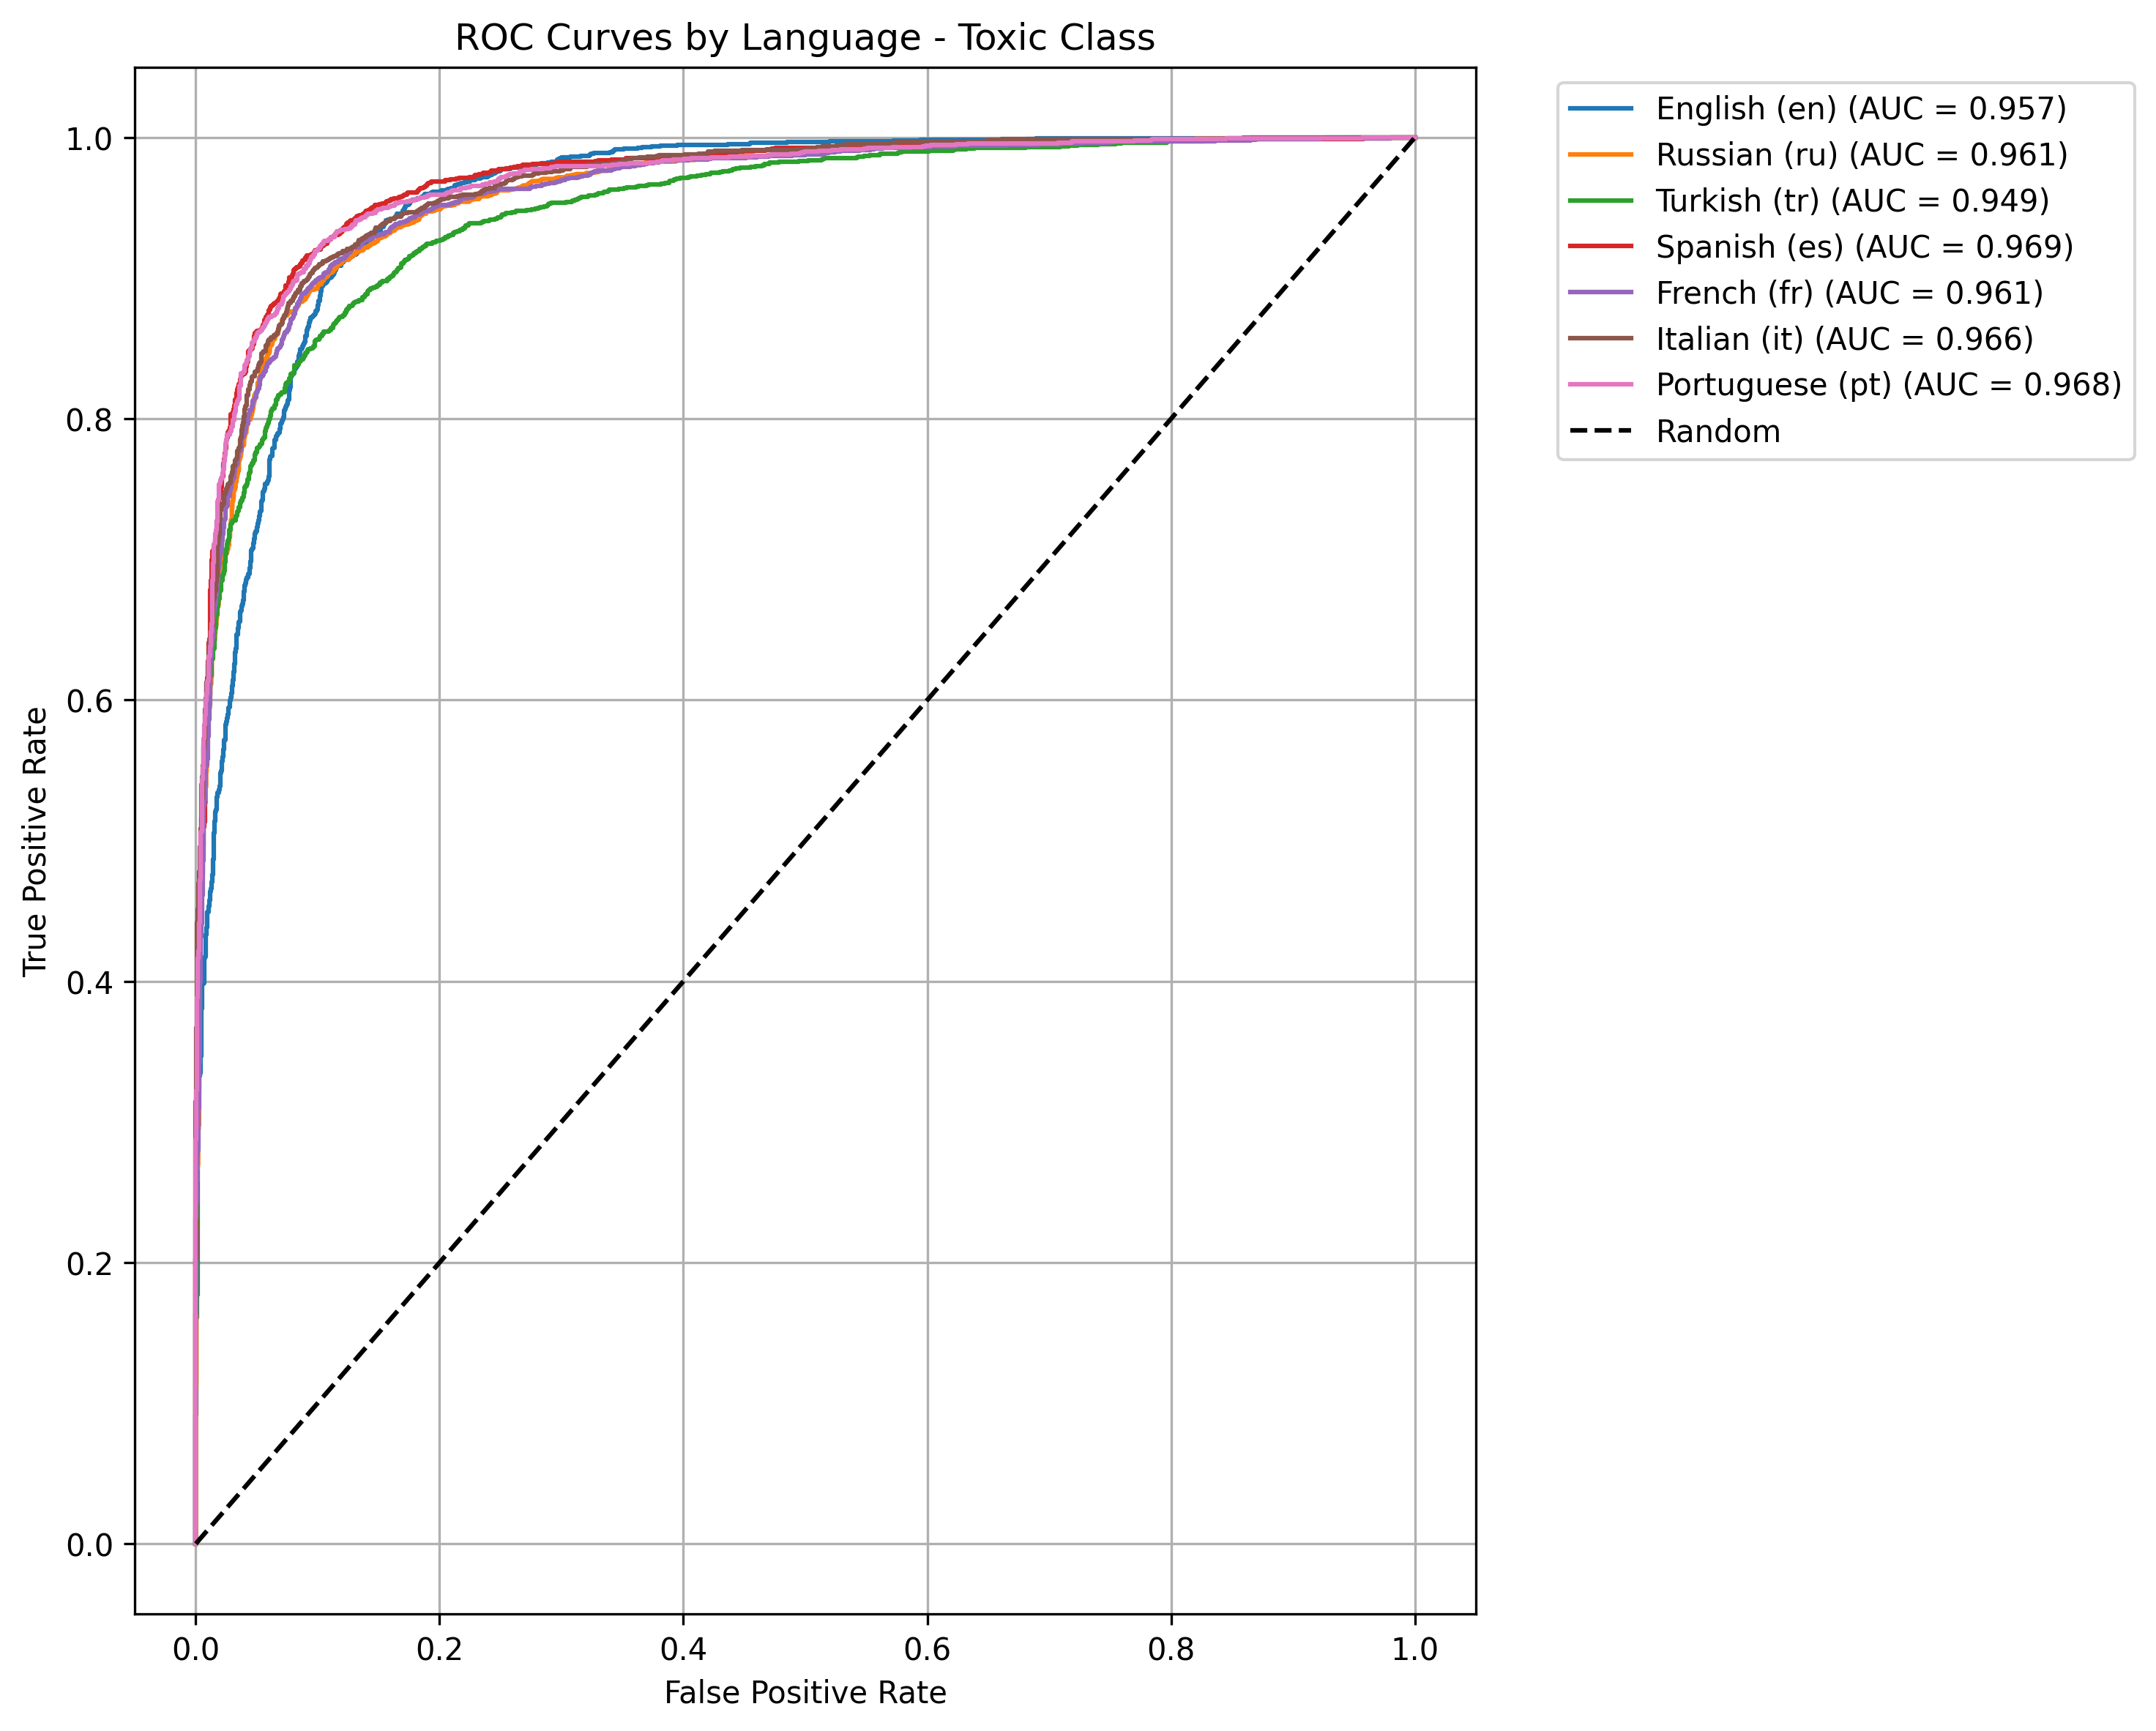 ROC Curves by Language - Toxic Class
English (en) (AUC = 0.957)
Russian (ru) (AUC = 0.961)
Turkish (tr) (AUC = 0.949)
Spanish (es) (AUC = 0.969)
French (fr) (AUC = 0.961)
Italian (it) (AUC = 0.966)
Portuguese (pt) (AUC = 0.968)
Random
True Positive Rate
1.0
0.8
0.6
0.4
0.2
0.0
0.0 0.2 0.4 0.6 0.8 1.0
False Positive Rate